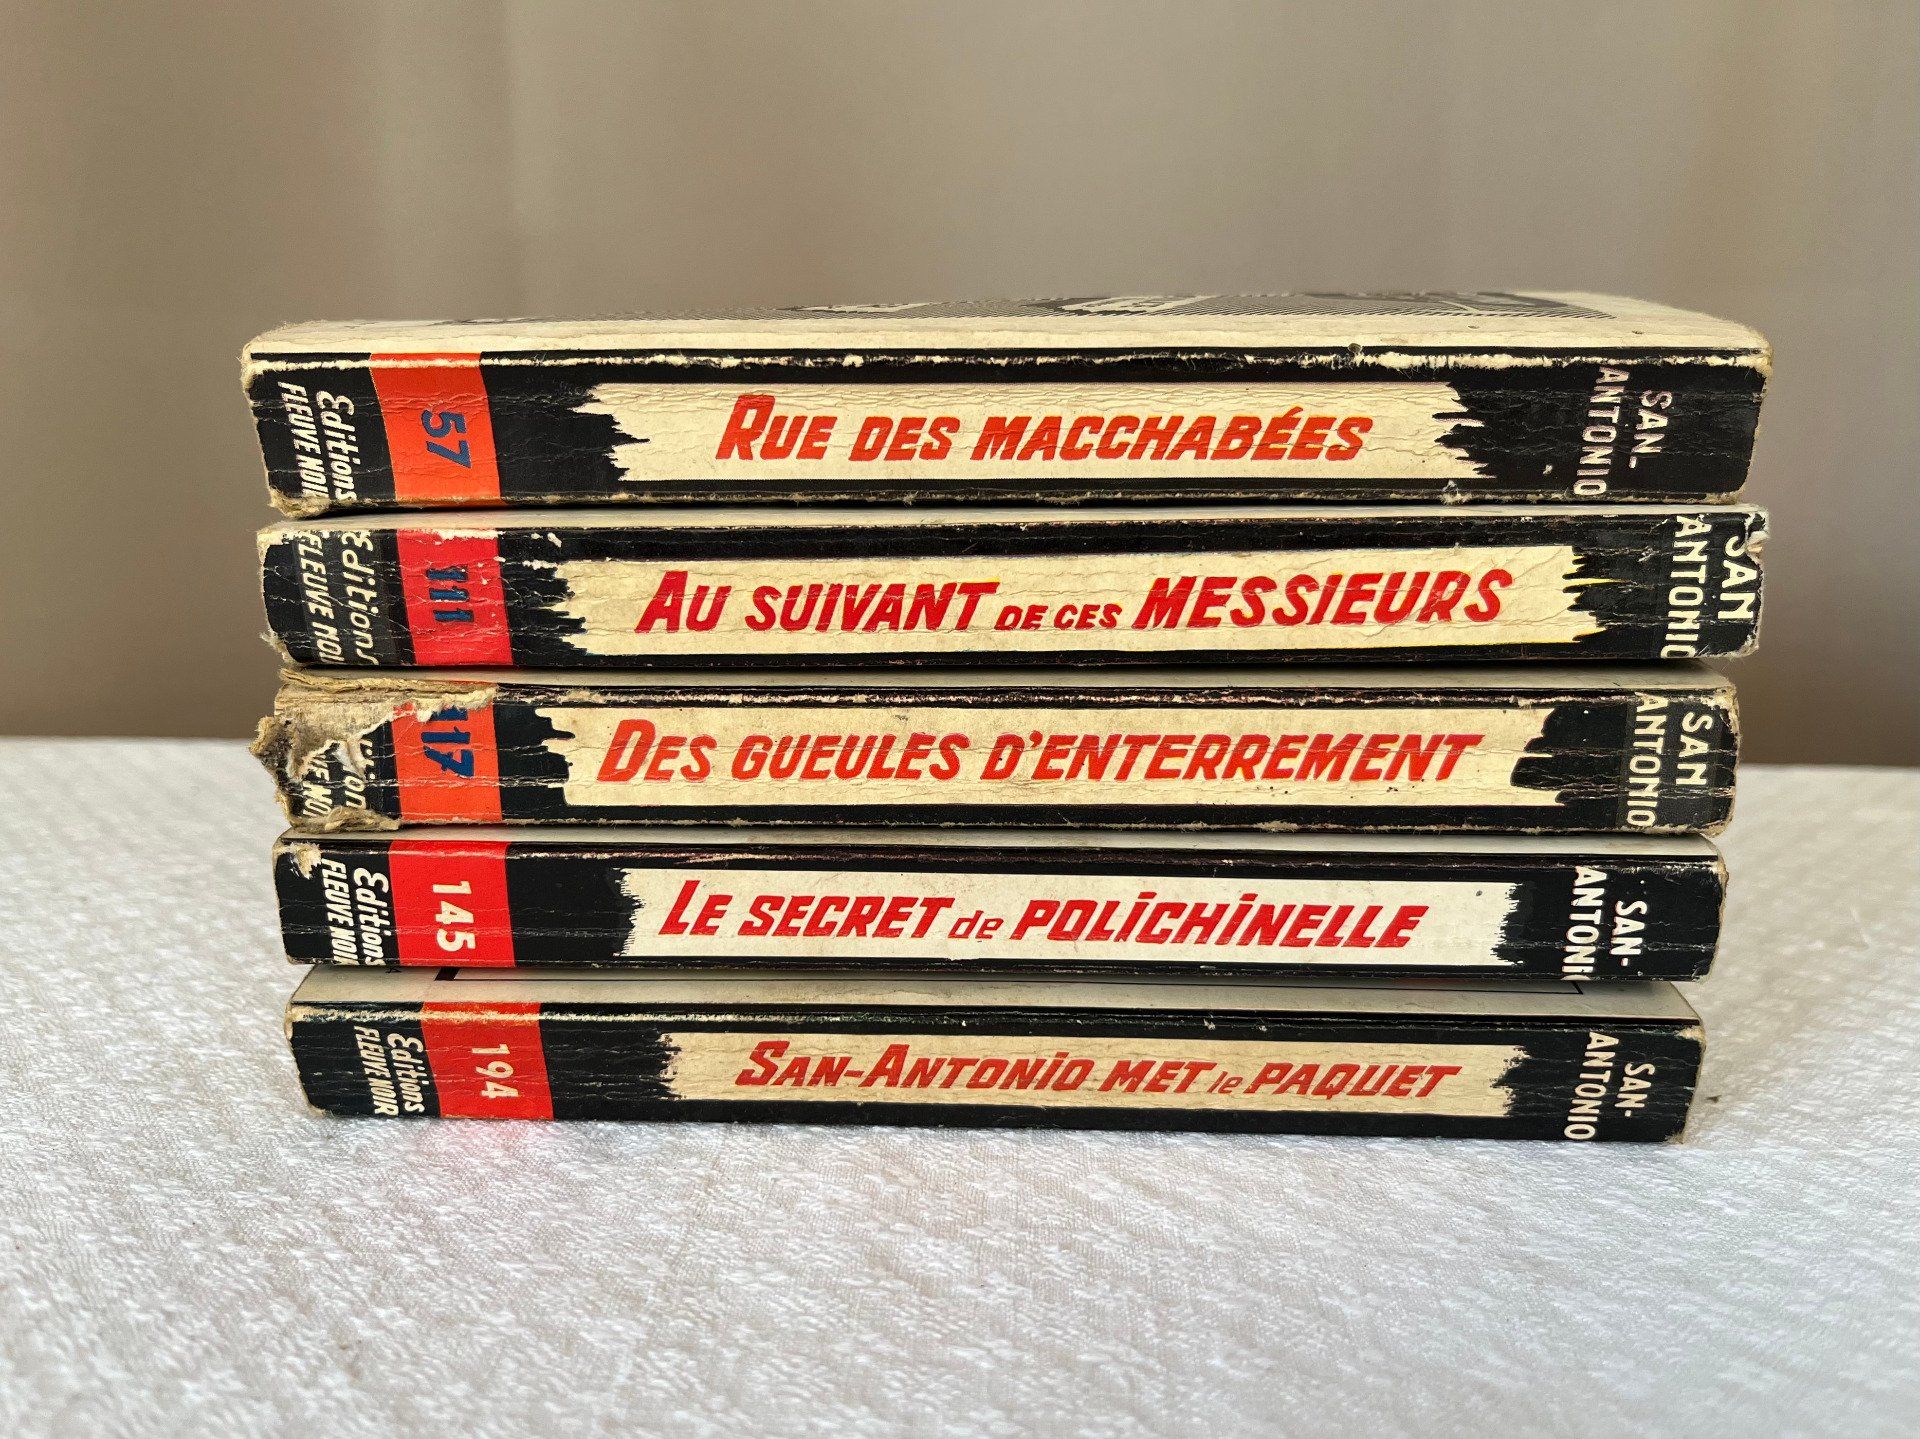 Editions
FLEUVE NOIR
57
RUE DES MACCHABÉES
SAN-
ANTONIO
Editions
FLEUVE NOIR
111
AU SUIVANT DE CES MESSIEURS
SAN
ANTONIO
117
DES GUEULES D'ENTERREMENT
SAN
ANTONIO
Editions
FLEUVE NOIR
145
LE SECRET de POLICHINELLE
SAN-
ANTONIO
Editions
FLEUVE NOIR
194
SAN-ANTONIO MET le PAQUET
SAN-
ANTONIO